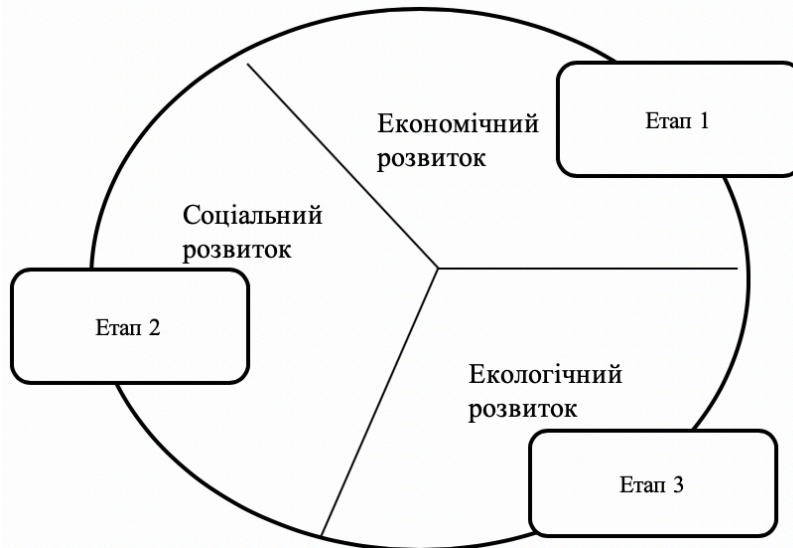 Економічний
розвиток
Етап 1
Соціальний
розвиток
Етап 2
Екологічний
розвиток
Етап 3